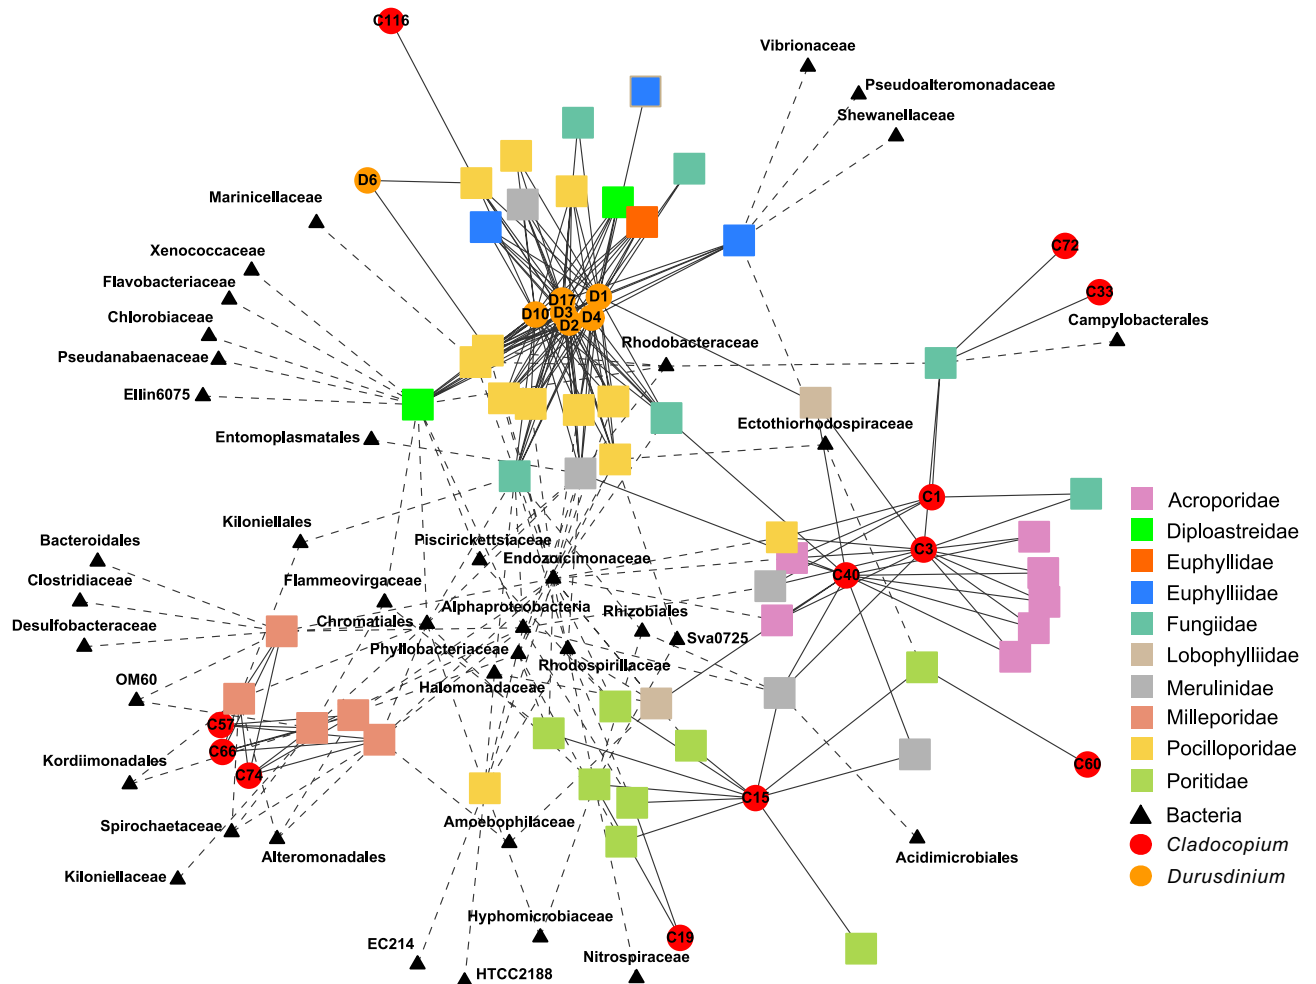 C116
Vibrionaceae
Pseudoalteromonadaceae
Shewanellaceae
D6
Marinicellaceae
Xenococcaceae
Flavobacteriaceae
Chlorobiaceae
Pseudanabaenaceae
Ellin6075
Entomoplasmatales
D17
D1
D10
D3
D4
D2
Rhodobacteraceae
C72
C33
Campylobacterales
Ectothiorhodospiraceae
C1
C3
C40
Kiloniellales
Bacteroidales
Clostridiaceae
Desulfobacteraceae
OM60
Piscirickettsiaceae
Endozoicimonaceae
Flammeovirgaceae
Alphaproteobacteria
Chromatiales
Rhizobiales
Sva0725
Phyllobacteriaceae
Rhodospirillaceae
Halomonadaceae
C57
C66
C74
Kordiimonadales
Spirochaetaceae
Alteromonadales
Kiloniellaceae
Amoebophilaceae
C15
C60
Acidimicrobiales
Hyphomicrobiaceae
EC214
HTCC2188
Nitrospiraceae
C19
Acroporidae
Diploastreidae
Euphyllidae
Euphylliidae
Fungiidae
Lobophylliidae
Merulinidae
Milleporidae
Pocilloporidae
Poritidae
Bacteria
Cladocopium
Durusdinium